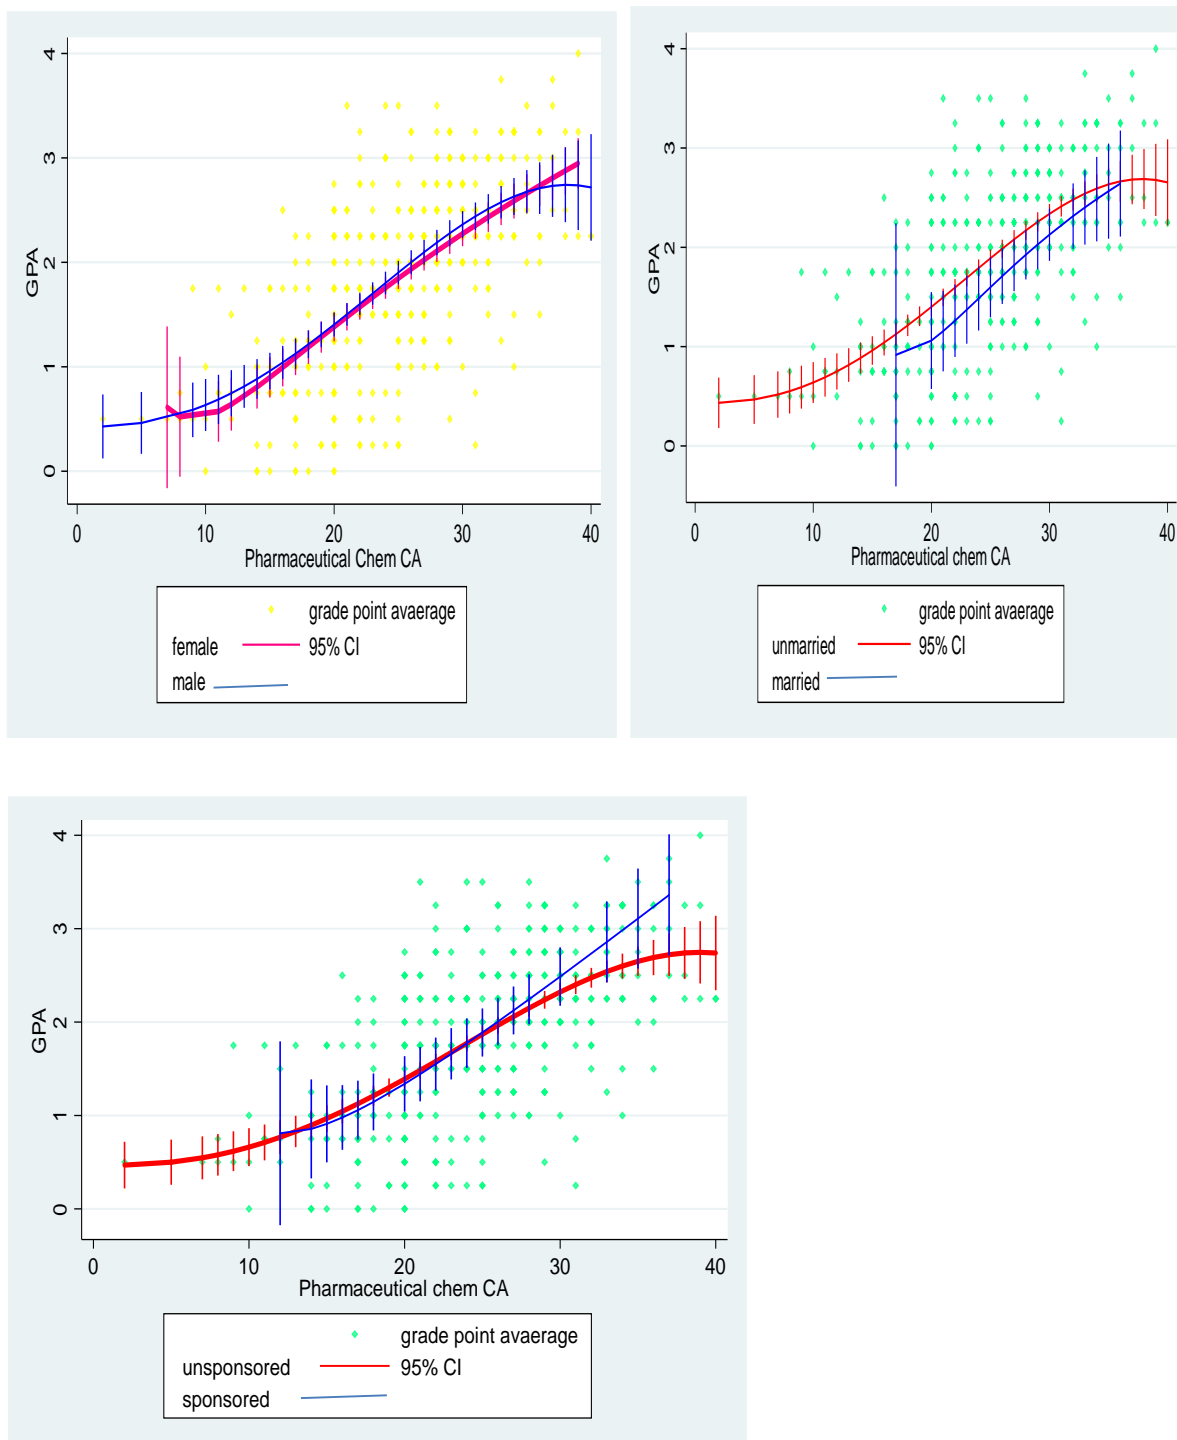 4
3
2
1
0
GPA
0 10 20 30 40
Pharmaceutical Chem CA
grade point avaerage
female 95% CI
male
4
3
2
1
0
GPA
0 10 20 30 40
Pharmaceutical chem CA
grade point avaerage
unmarried 95% CI
married
4
3
2
1
0
GPA
0 10 20 30 40
Pharmaceutical chem CA
grade point avaerage
unsponsored 95% CI
sponsored